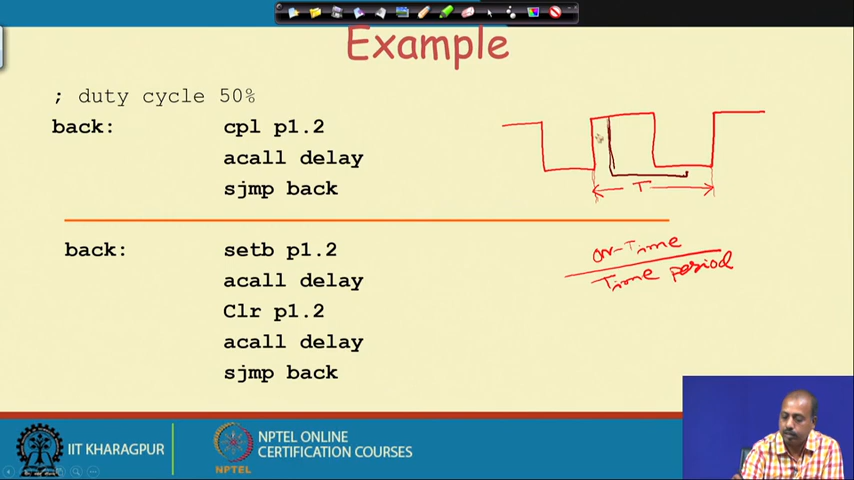 Example
; duty cycle 50%
back: cpl p1.2
acall delay
sjmp back
T
back: setb p1.2
acall delay
Clr p1.2
acall delay
sjmp back
on-Time
Time period
IIT KHARAGPUR
NPTEL
NPTEL ONLINE
CERTIFICATION COURSES